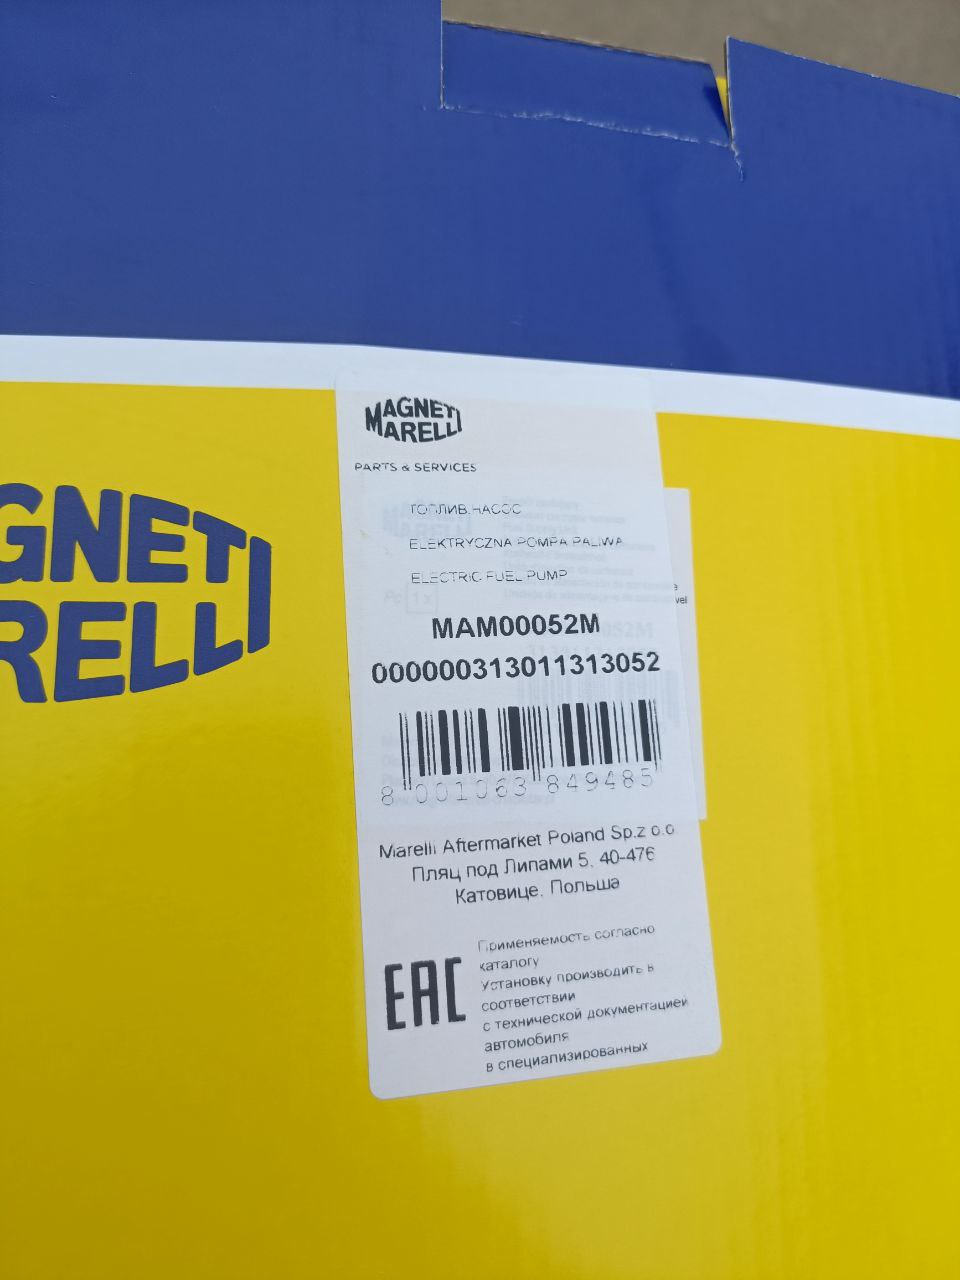 MAGNETI
MARELLI
PARTS & SERVICES
ТОПЛИВ.НАСОС
ELEKTRYCZNA POMPA PALIWA
ELECTRIC FUEL PUMP
MAM00052M
000000313011313052
8 001063 849485
Marelli Aftermarket Poland Sp.z o.o
Пляц под Липами 5, 40-476
Катовице, Польша
EAC
Применяемость согласно
каталогу
Установку производить в
соответствии
с технической документацией
автомобиля
в специализированных
GNETI
RELLI